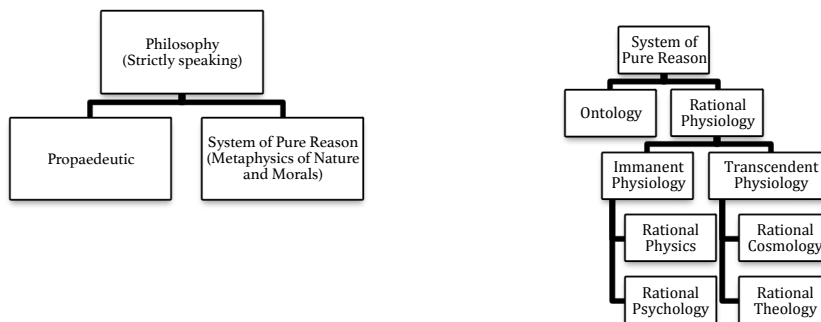 Philosophy
(Strictly speaking)
Propaedeutic
System of Pure Reason
(Metaphysics of Nature
and Morals)
System of
Pure Reason
Ontology
Rational
Physiology
Immanent
Physiology
Transcendent
Physiology
Rational
Physics
Rational
Cosmology
Rational
Psychology
Rational
Theology